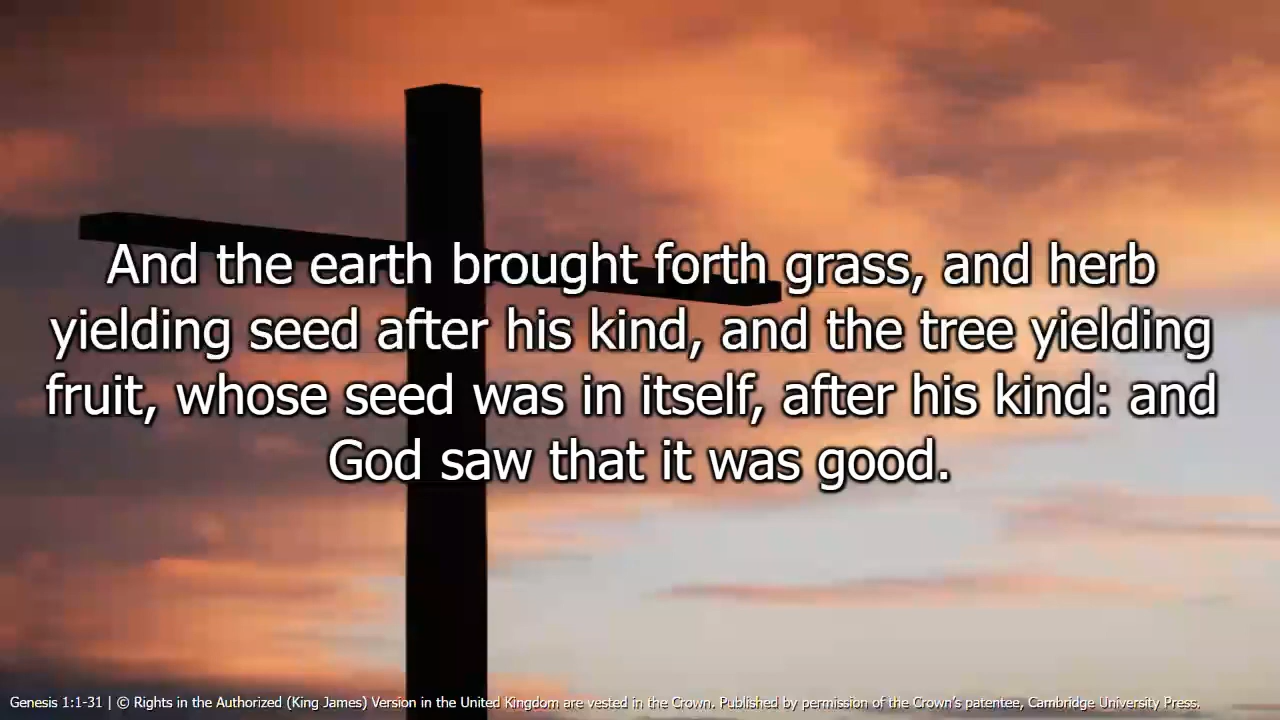 And the earth brought forth grass, and herb
yielding seed after his kind, and the tree yielding
fruit, whose seed was in itself, after his kind: and
God saw that it was good.
Genesis 1:1-31 | © Rights in the Authorized (King James) Version in the United Kingdom are vested in the Crown. Published by permission of the Crown’s patentee, Cambridge University Press.